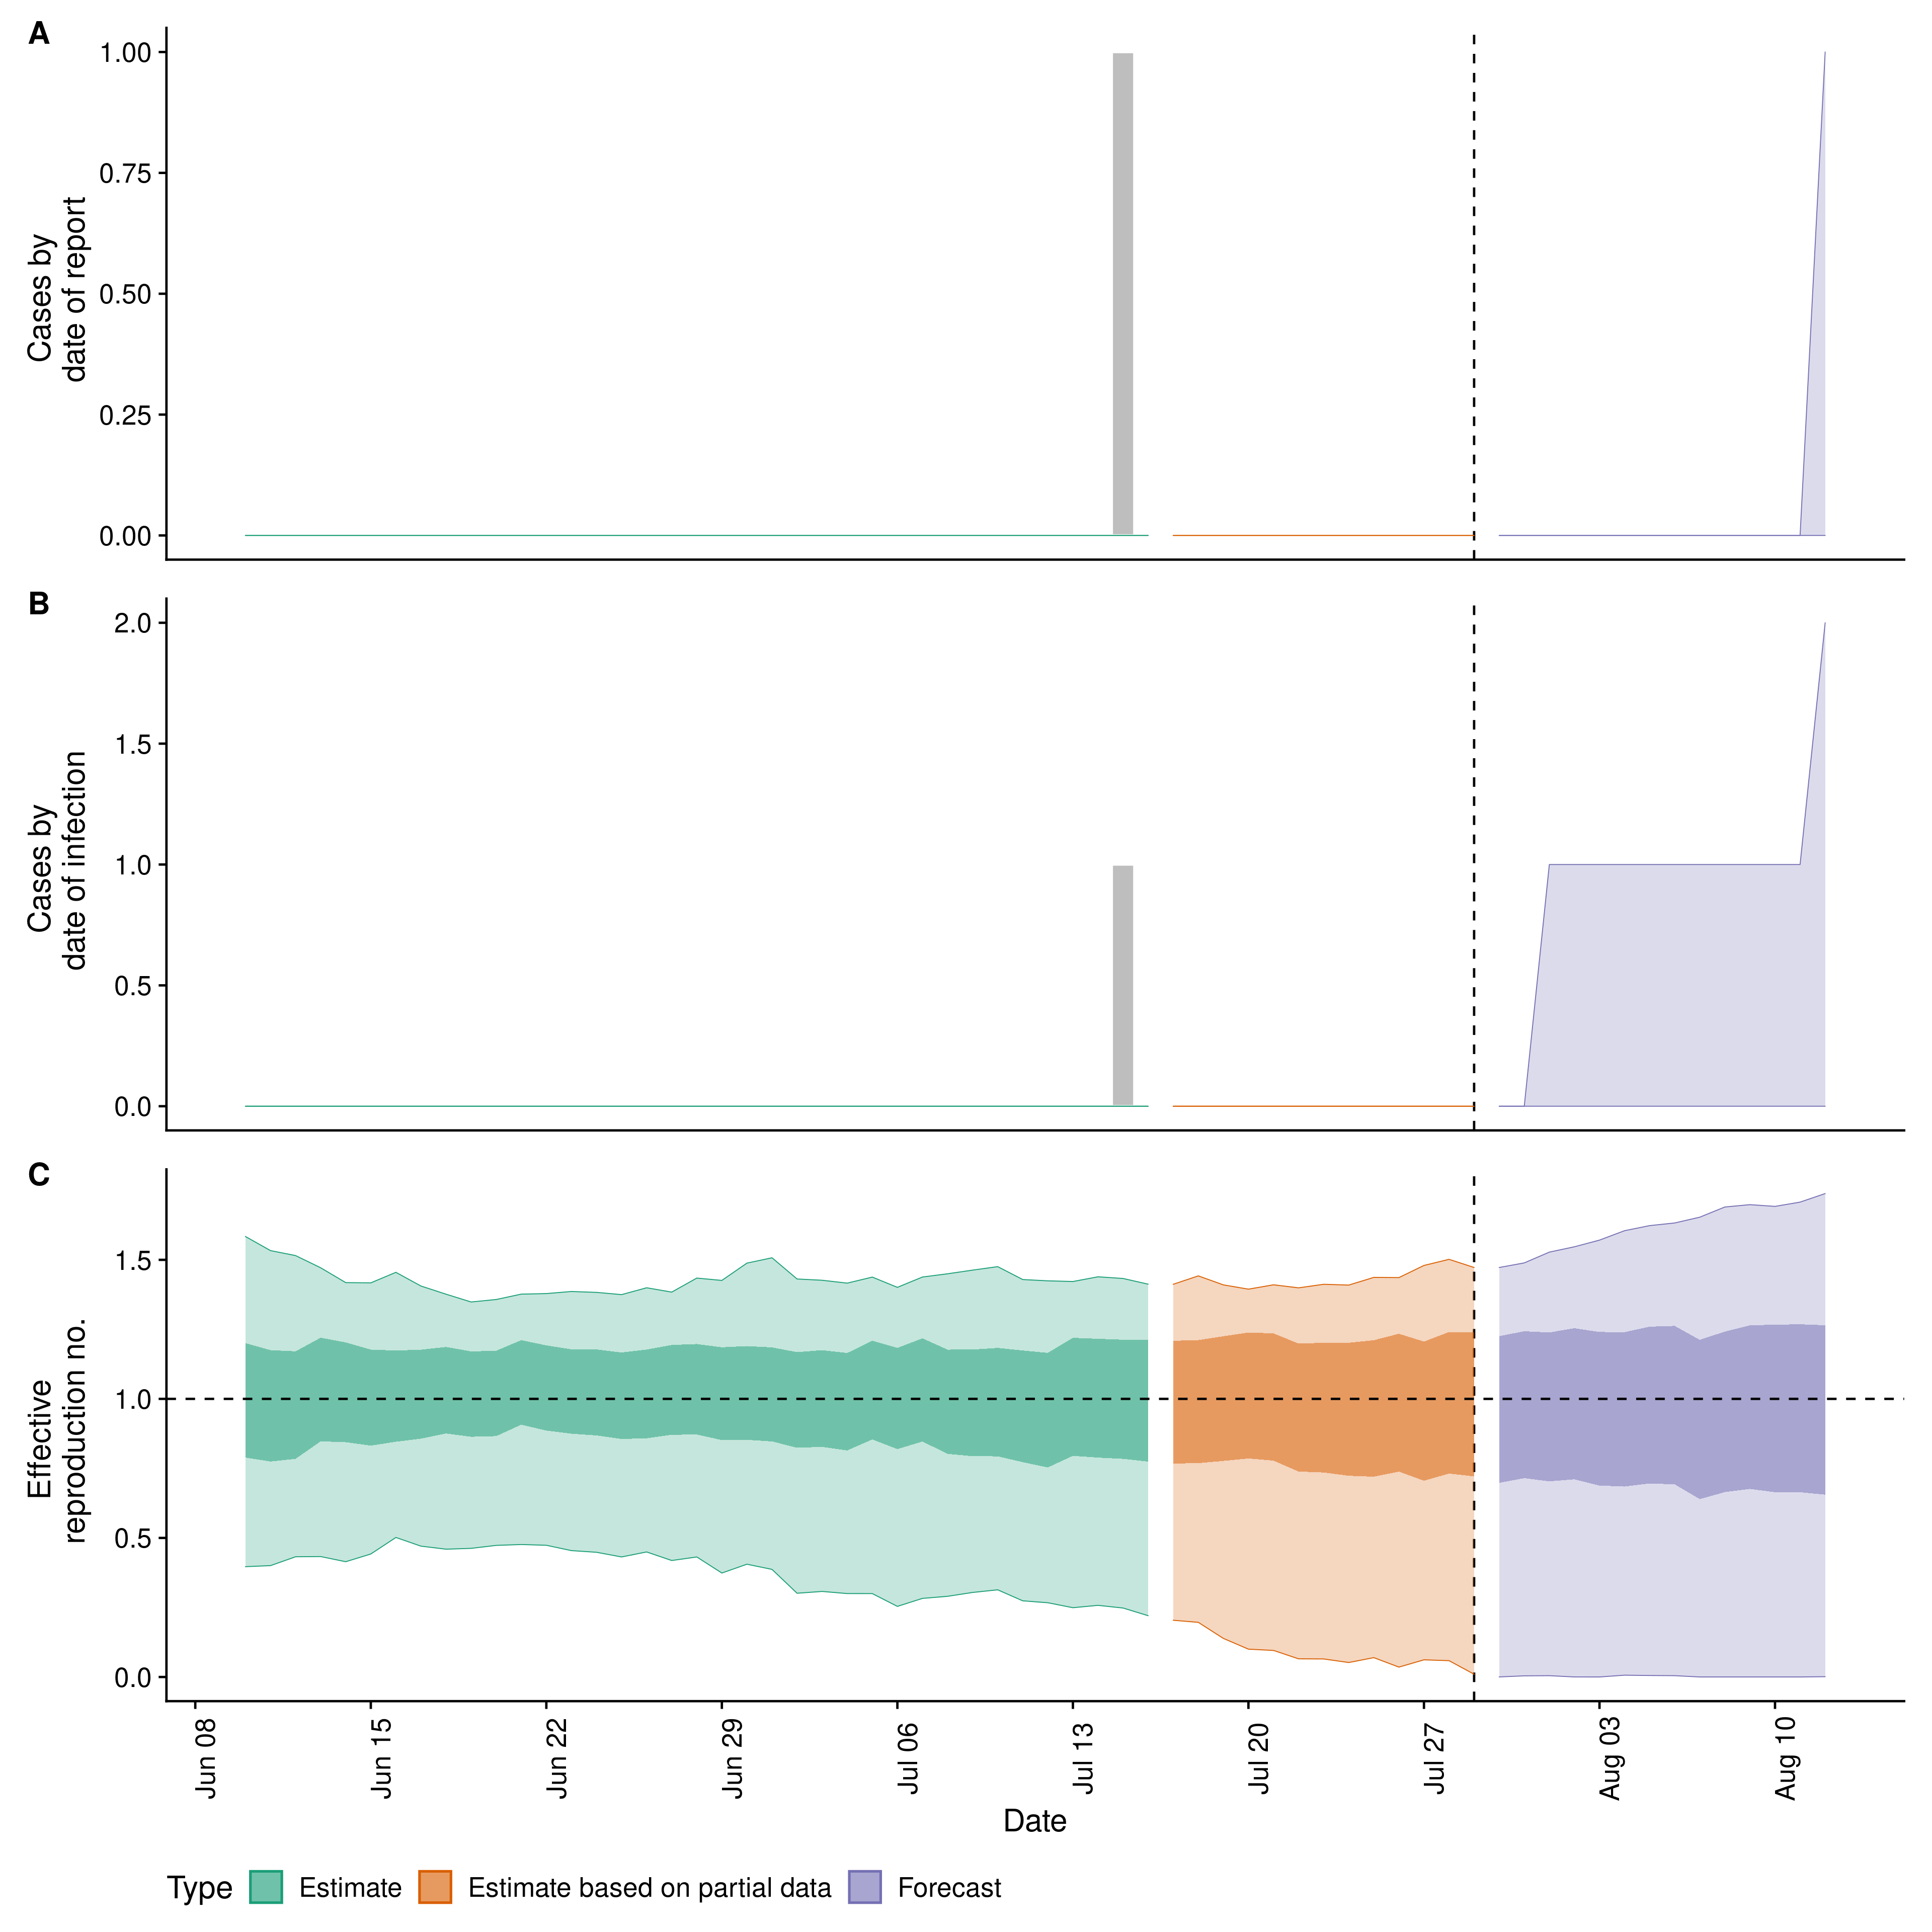 A
1.00
0.75
0.50
0.25
0.00
Cases by
date of report
B
2.0
1.5
1.0
0.5
0.0
Cases by
date of infection
C
1.5
1.0
0.5
0.0
Effective
reproduction no.
Jun 08
Jun 15
Jun 22
Jun 29
Jul 06
Jul 13
Jul 20
Jul 27
Aug 03
Aug 10
Date
Type
Estimate
Estimate based on partial data
Forecast